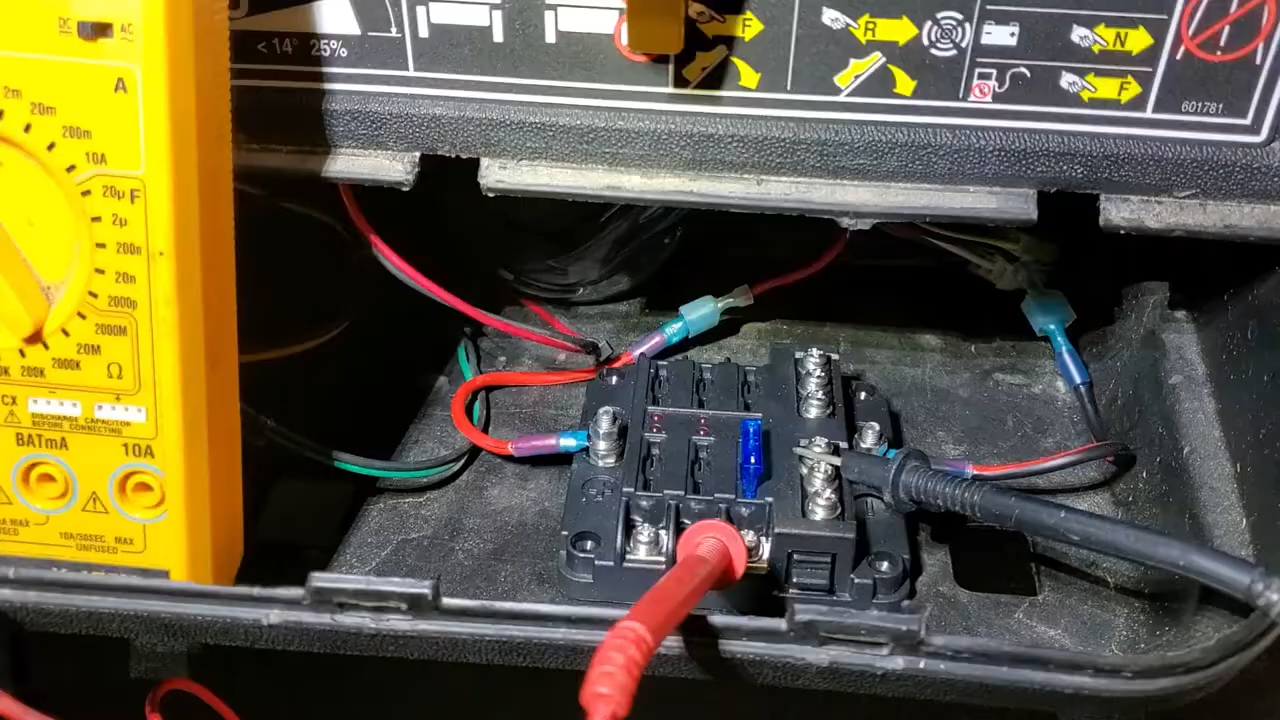 DC
AC
A
2m
20m
200m
10A
20μ F
2μ
200n
20n
2000p
2000M
20M
2000K
200K
Ω
CX
DISCHARGE CAPACITOR
BEFORE CONNECTING
BATmA
10A
10A/30SEC. MAX
UNFUSED
<14° 25%
F
R
N
F
601781